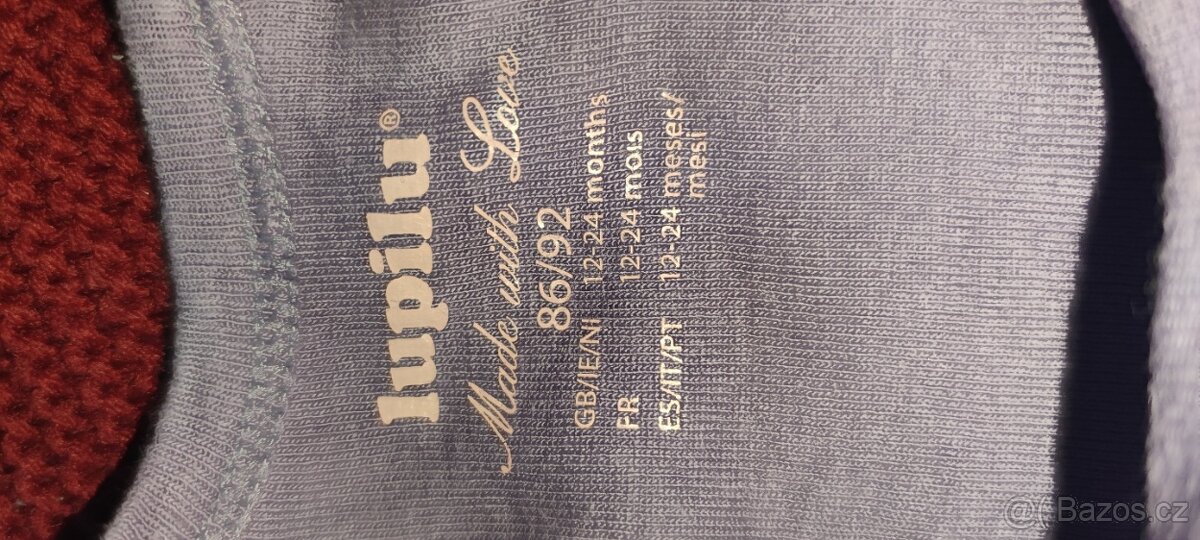 lupilu®
Made with Love
86/92
GB/IE/NI 12-24 months
FR 12-24 mois
ES/IT/PT 12-24 meses/
mesi
@Bazos.cz